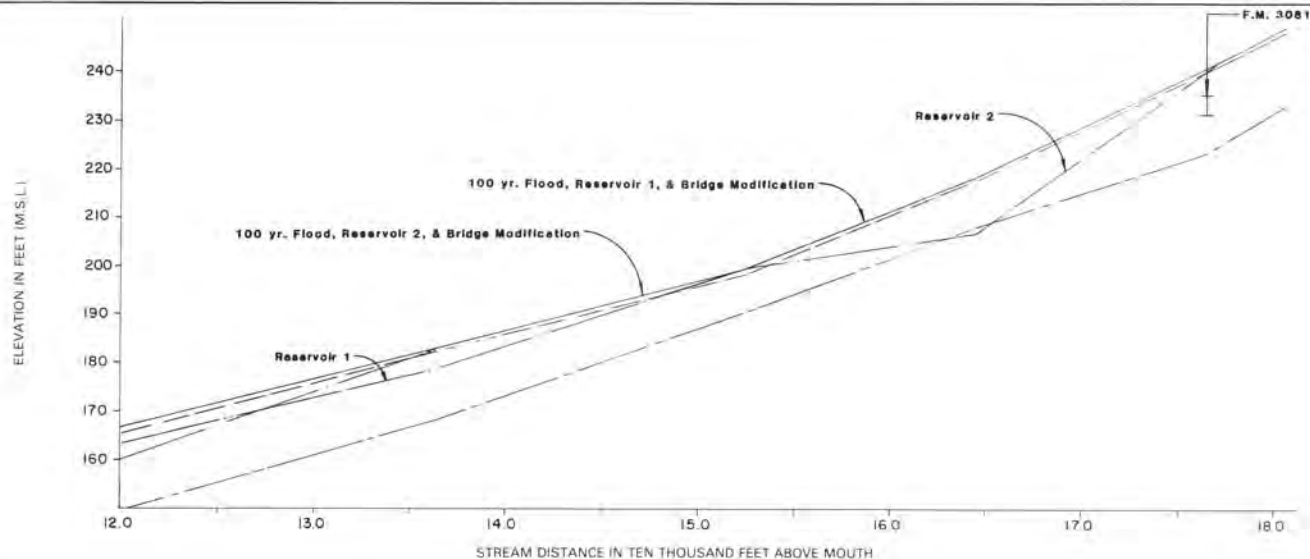 F.M. 3081
240
230
Reservoir 2
220
100 yr. Flood, Reservoir 1, & Bridge Modification
210
100 yr. Flood, Reservoir 2, & Bridge Modification
200
190
180
Reservoir 1
170
160
ELEVATION IN FEET (M.S.L.)
12.0 13.0 14.0 15.0 16.0 17.0 18.0
STREAM DISTANCE IN TEN THOUSAND FEET ABOVE MOUTH